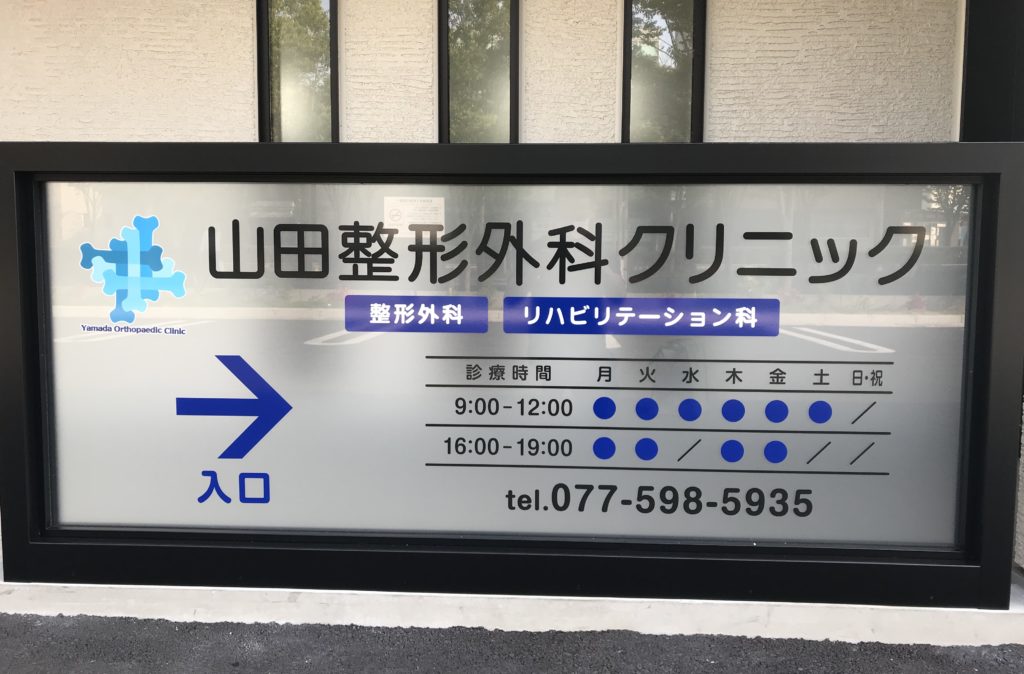 山田整形外科クリニック
Yamada Orthopaedic Clinic
整形外科 リハビリテーション科
診療時間 月 火 水 木 金 土 日・祝
9:00-12:00 ● ● ● ● ● ● ／
16:00-19:00 ● ● ／ ● ● ／ ／
入口
tel.077-598-5935